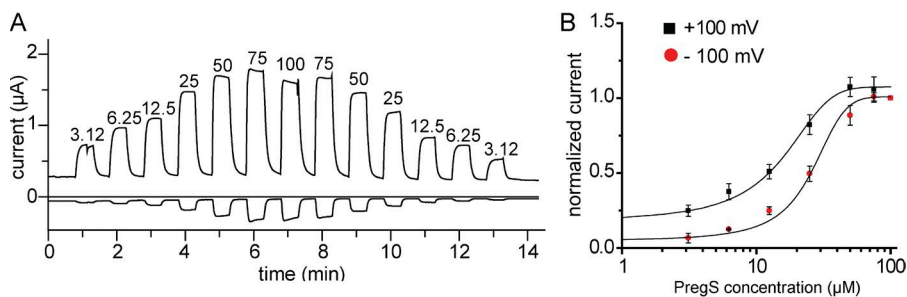 A
current (µA)
2
1
0
3.12
6.25
12.5
25
50
75
100
75
50
25
12.5
6.25
3.12
0 2 4 6 8 10 12 14
time (min)
B
normalized current
1.5
1.0
0.5
0.0
+100 mV
- 100 mV
1 10 100
PregS concentration (µM)